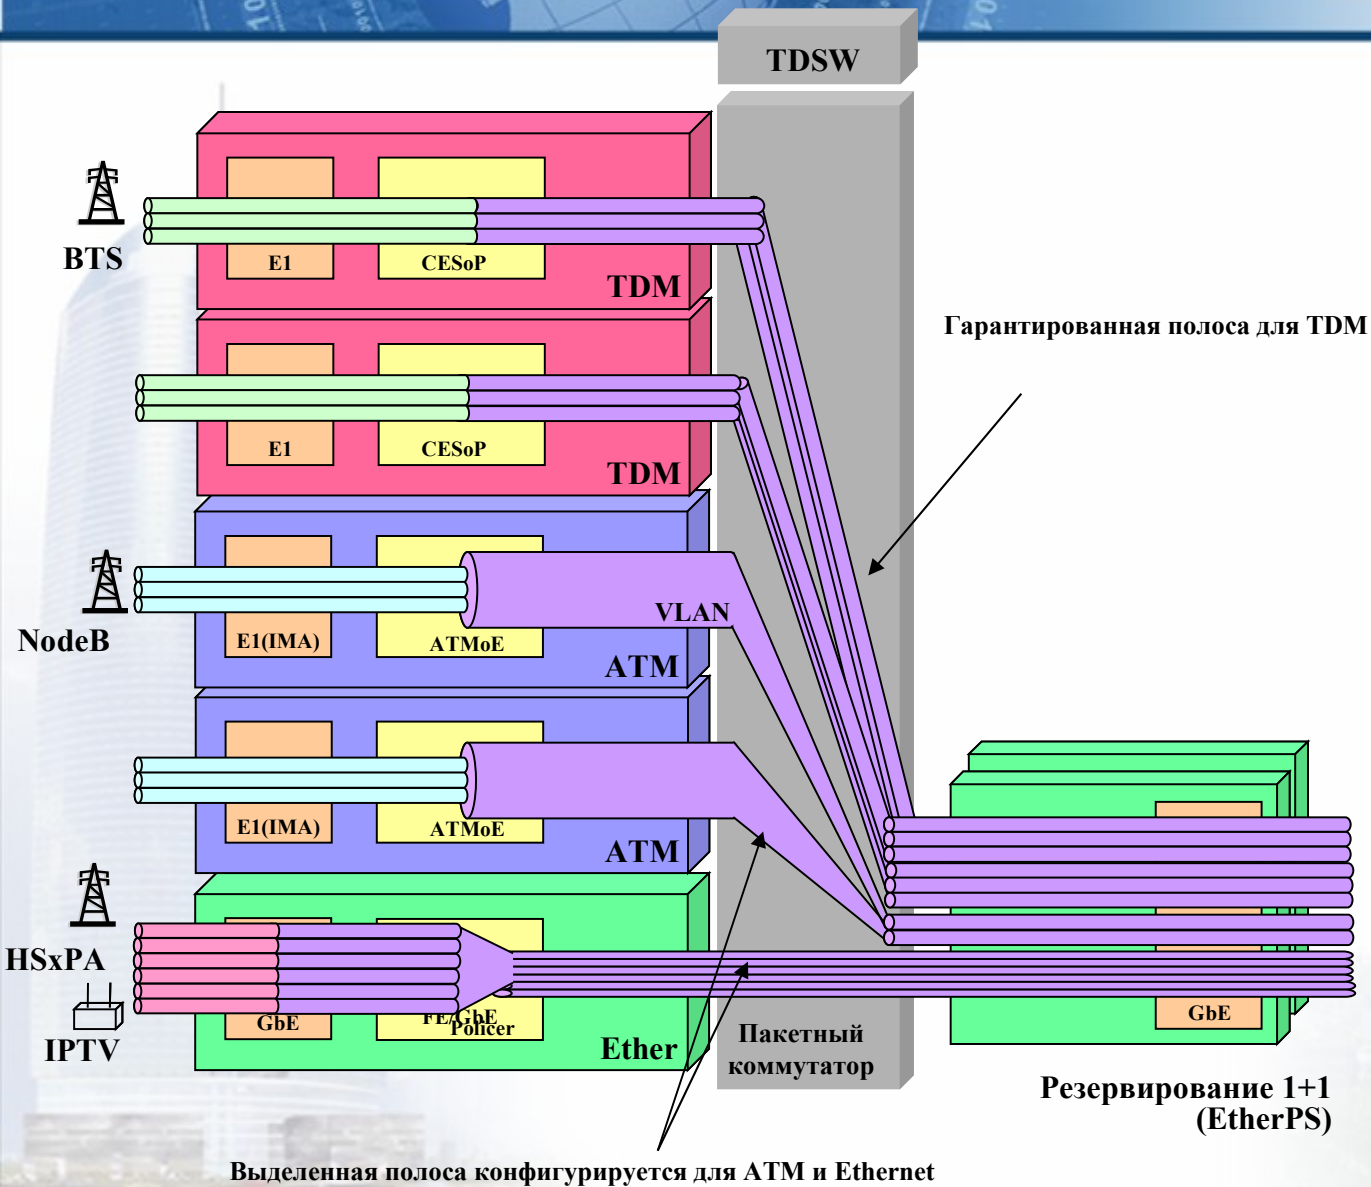 TDSW
BTS
E1
CESoP
TDM
Гарантированная полоса для TDM
E1
CESoP
TDM
VLAN
NodeB
E1(IMA)
ATMoE
ATM
E1(IMA)
ATMoE
ATM
HSxPA
GbE
FE/GbE
Policer
IPTV
Ether
Пакетный
коммутатор
GbE
Резервирование 1+1
(EtherPS)
Выделенная полоса конфигурируется для ATM и Ethernet